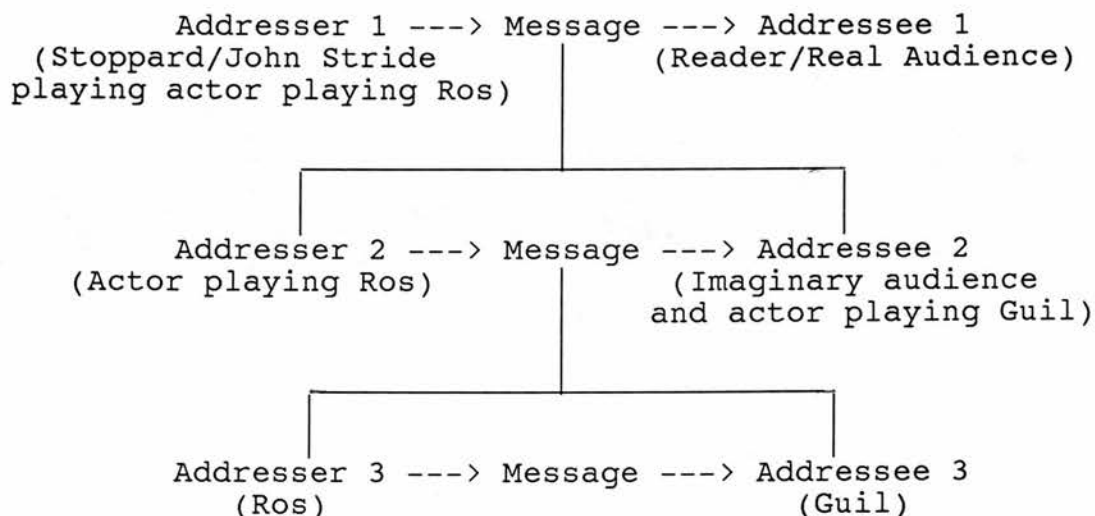 Addresser 1 ---> Message ---> Addressee 1
(Stoppard/John Stride (Reader/Real Audience)
playing actor playing Ros)
Addresser 2 ---> Message ---> Addressee 2
(Actor playing Ros) (Imaginary audience
and actor playing Guil)
Addresser 3 ---> Message ---> Addressee 3
(Ros) (Guil)